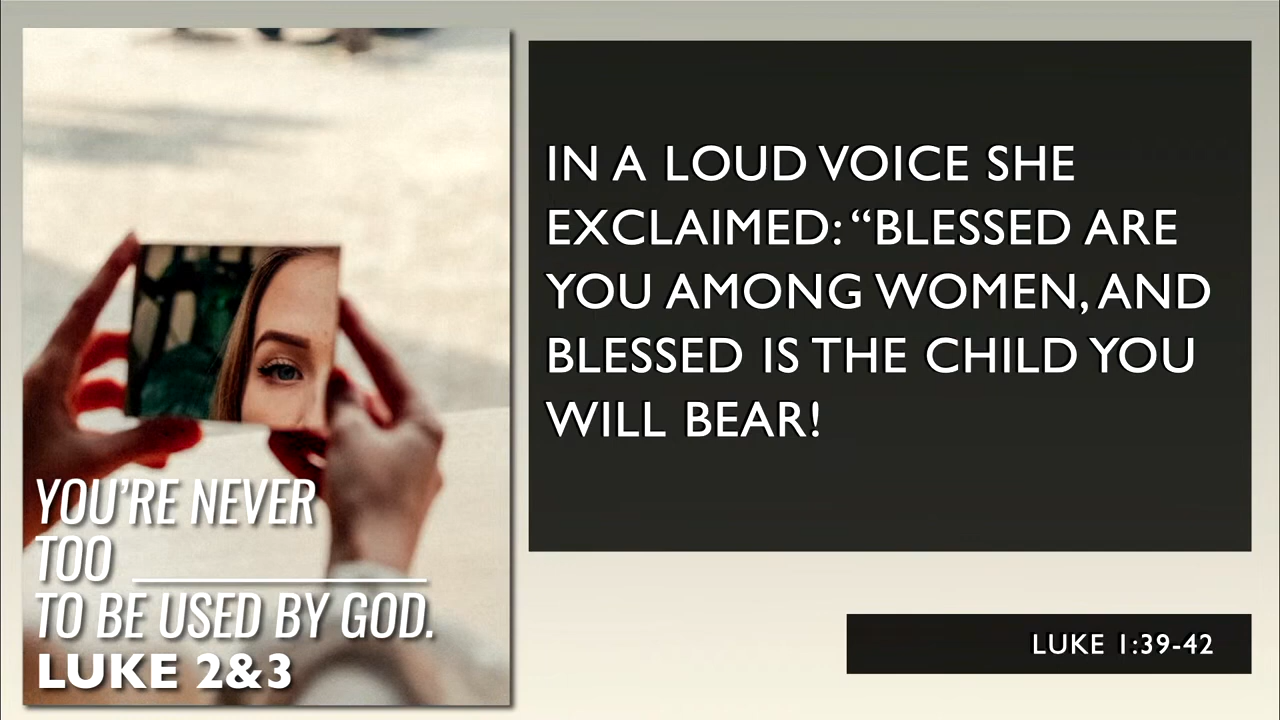 YOU'RE NEVER
TOO ____________
TO BE USED BY GOD.
LUKE 2&3
IN A LOUD VOICE SHE
EXCLAIMED: “BLESSED ARE
YOU AMONG WOMEN, AND
BLESSED IS THE CHILD YOU
WILL BEAR!
LUKE 1:39-42